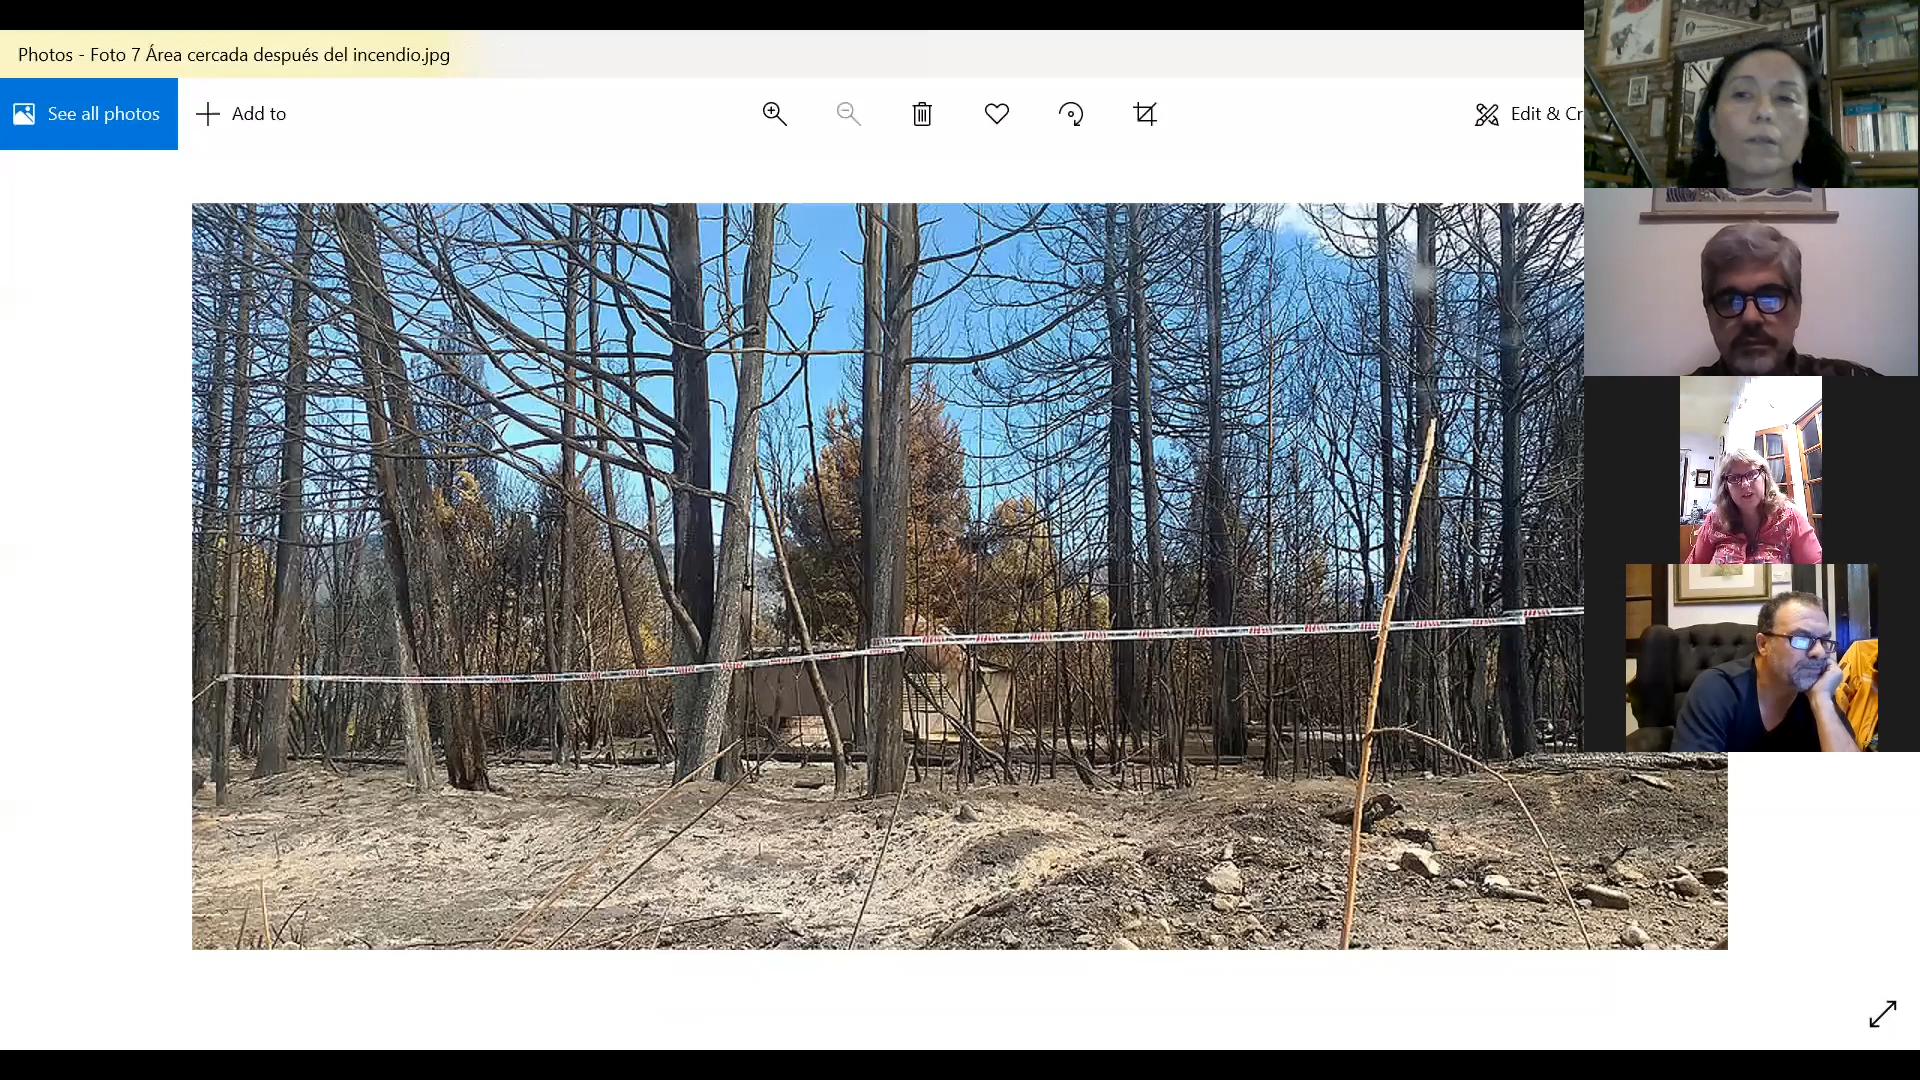 Photos - Foto 7 Área cercada después del incendio.jpg
See all photos
Add to
Edit & Cr